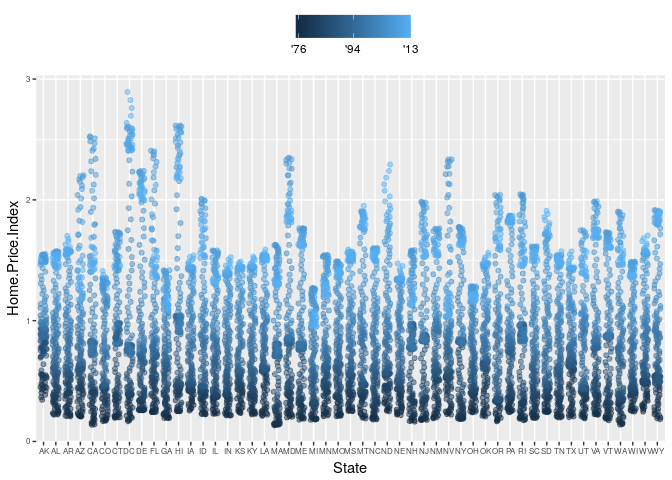 '76 '94 '13
3
2
1
0
Home.Price.Index
AK AL AR AZ CA CO CT DC DE FL GA HI IA ID IL IN KS KY LA MA MD ME MI MN MO MS MT NC ND NE NH NJ NM NV NY OH OK OR PA RI SC SD TN TX UT VA VT WA WI WV WY
State